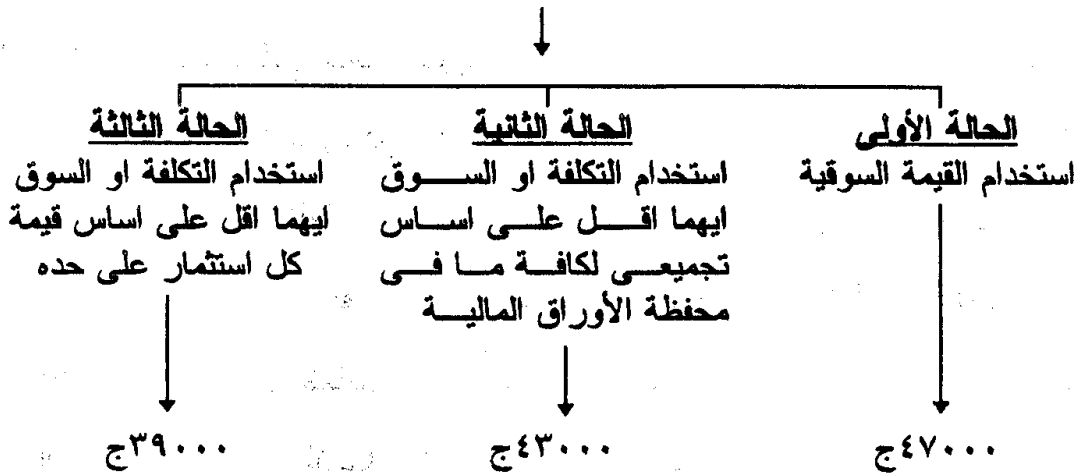 الحالة الأولى
استخدام القيمة السوقية
٤٧٠٠٠ج
الحالة الثانية
استخدام التكلفة او السوق
ايهما اقل على اساس
تجميعى لكافة ما فى
محفظة الأوراق المالية
٤٣٠٠٠ج
الحالة الثالثة
استخدام التكلفة او السوق
ايهما اقل على اساس قيمة
كل استثمار على حده
٣٩٠٠٠ج